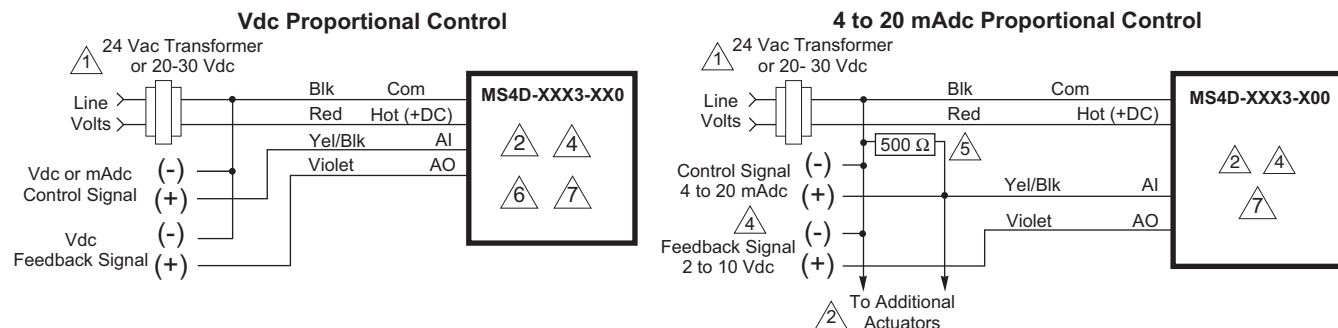 Vdc Proportional Control
1
24 Vac Transformer
or 20-30 Vdc
Line
Volts
Blk Com
Red Hot (+DC)
Yel/Blk AI
Violet AO
MS4D-XXX3-XX0
2 4
6 7
Vdc or mAdc
Control Signal
(-)
(+)
Vdc
Feedback Signal
(-)
(+)
4 to 20 mAdc Proportional Control
1
24 Vac Transformer
or 20- 30 Vdc
Line
Volts
Blk Com
Red Hot (+DC)
500 Ω
5
MS4D-XXX3-X00
2 4
7
Control Signal
4 to 20 mAdc
(-)
(+)
Yel/Blk AI
4
Feedback Signal
2 to 10 Vdc
(-)
(+)
Violet AO
2
To Additional
Actuators